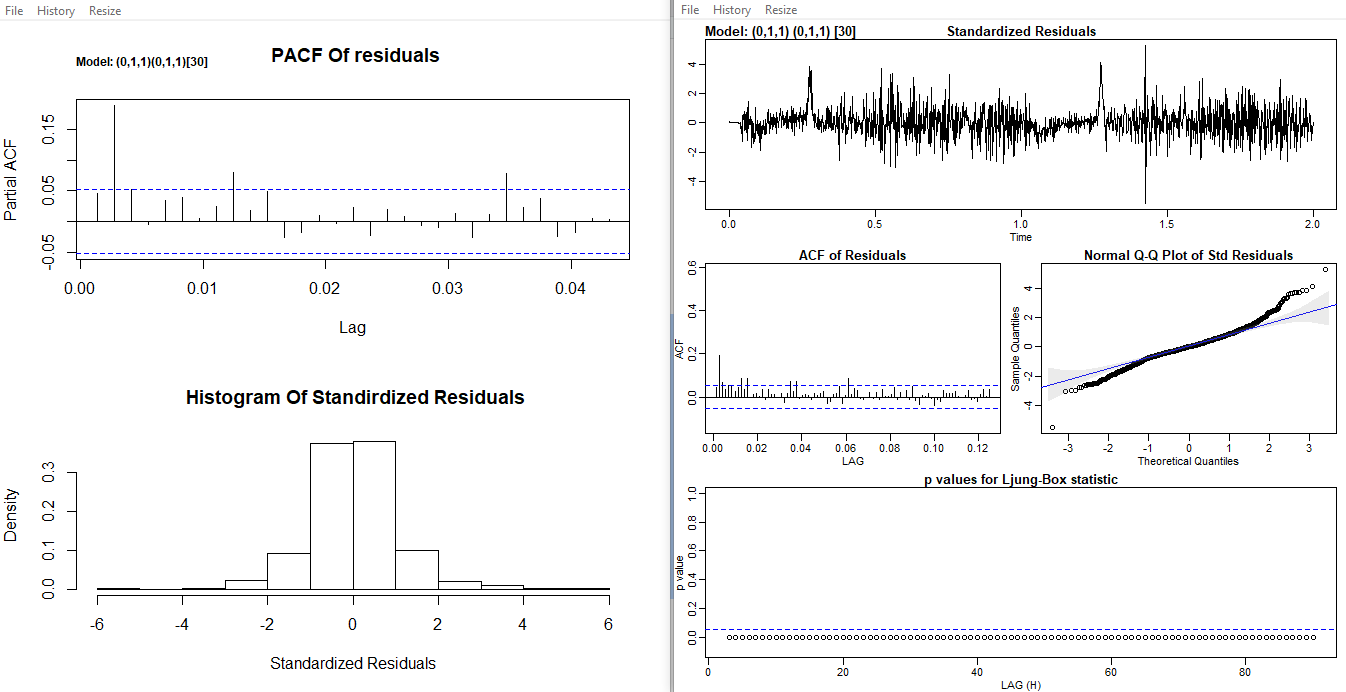 File History Resize
PACF Of residuals
Model: (0,1,1)(0,1,1)[30]
Partial ACF
0.15
0.05
-0.05
0.00 0.01 0.02 0.03 0.04
Lag
Histogram Of Standirdized Residuals
Density
0.3
0.2
0.1
0.0
-6 -4 -2 0 2 4 6
Standardized Residuals
File History Resize
Model: (0,1,1) (0,1,1) [30] Standardized Residuals
4
2
0
-2
-4
0.0 0.5 1.0 1.5 2.0
Time
ACF of Residuals
ACF
0.6
0.4
0.2
0.0
0.00 0.02 0.04 0.06 0.08 0.10 0.12
LAG
Normal Q-Q Plot of Std Residuals
Sample Quantiles
4
2
0
-2
-4
-3 -2 -1 0 1 2 3
Theoretical Quantiles
p values for Ljung-Box statistic
p value
1.0
0.8
0.6
0.4
0.2
0.0
0 20 40 60 80
LAG (H)